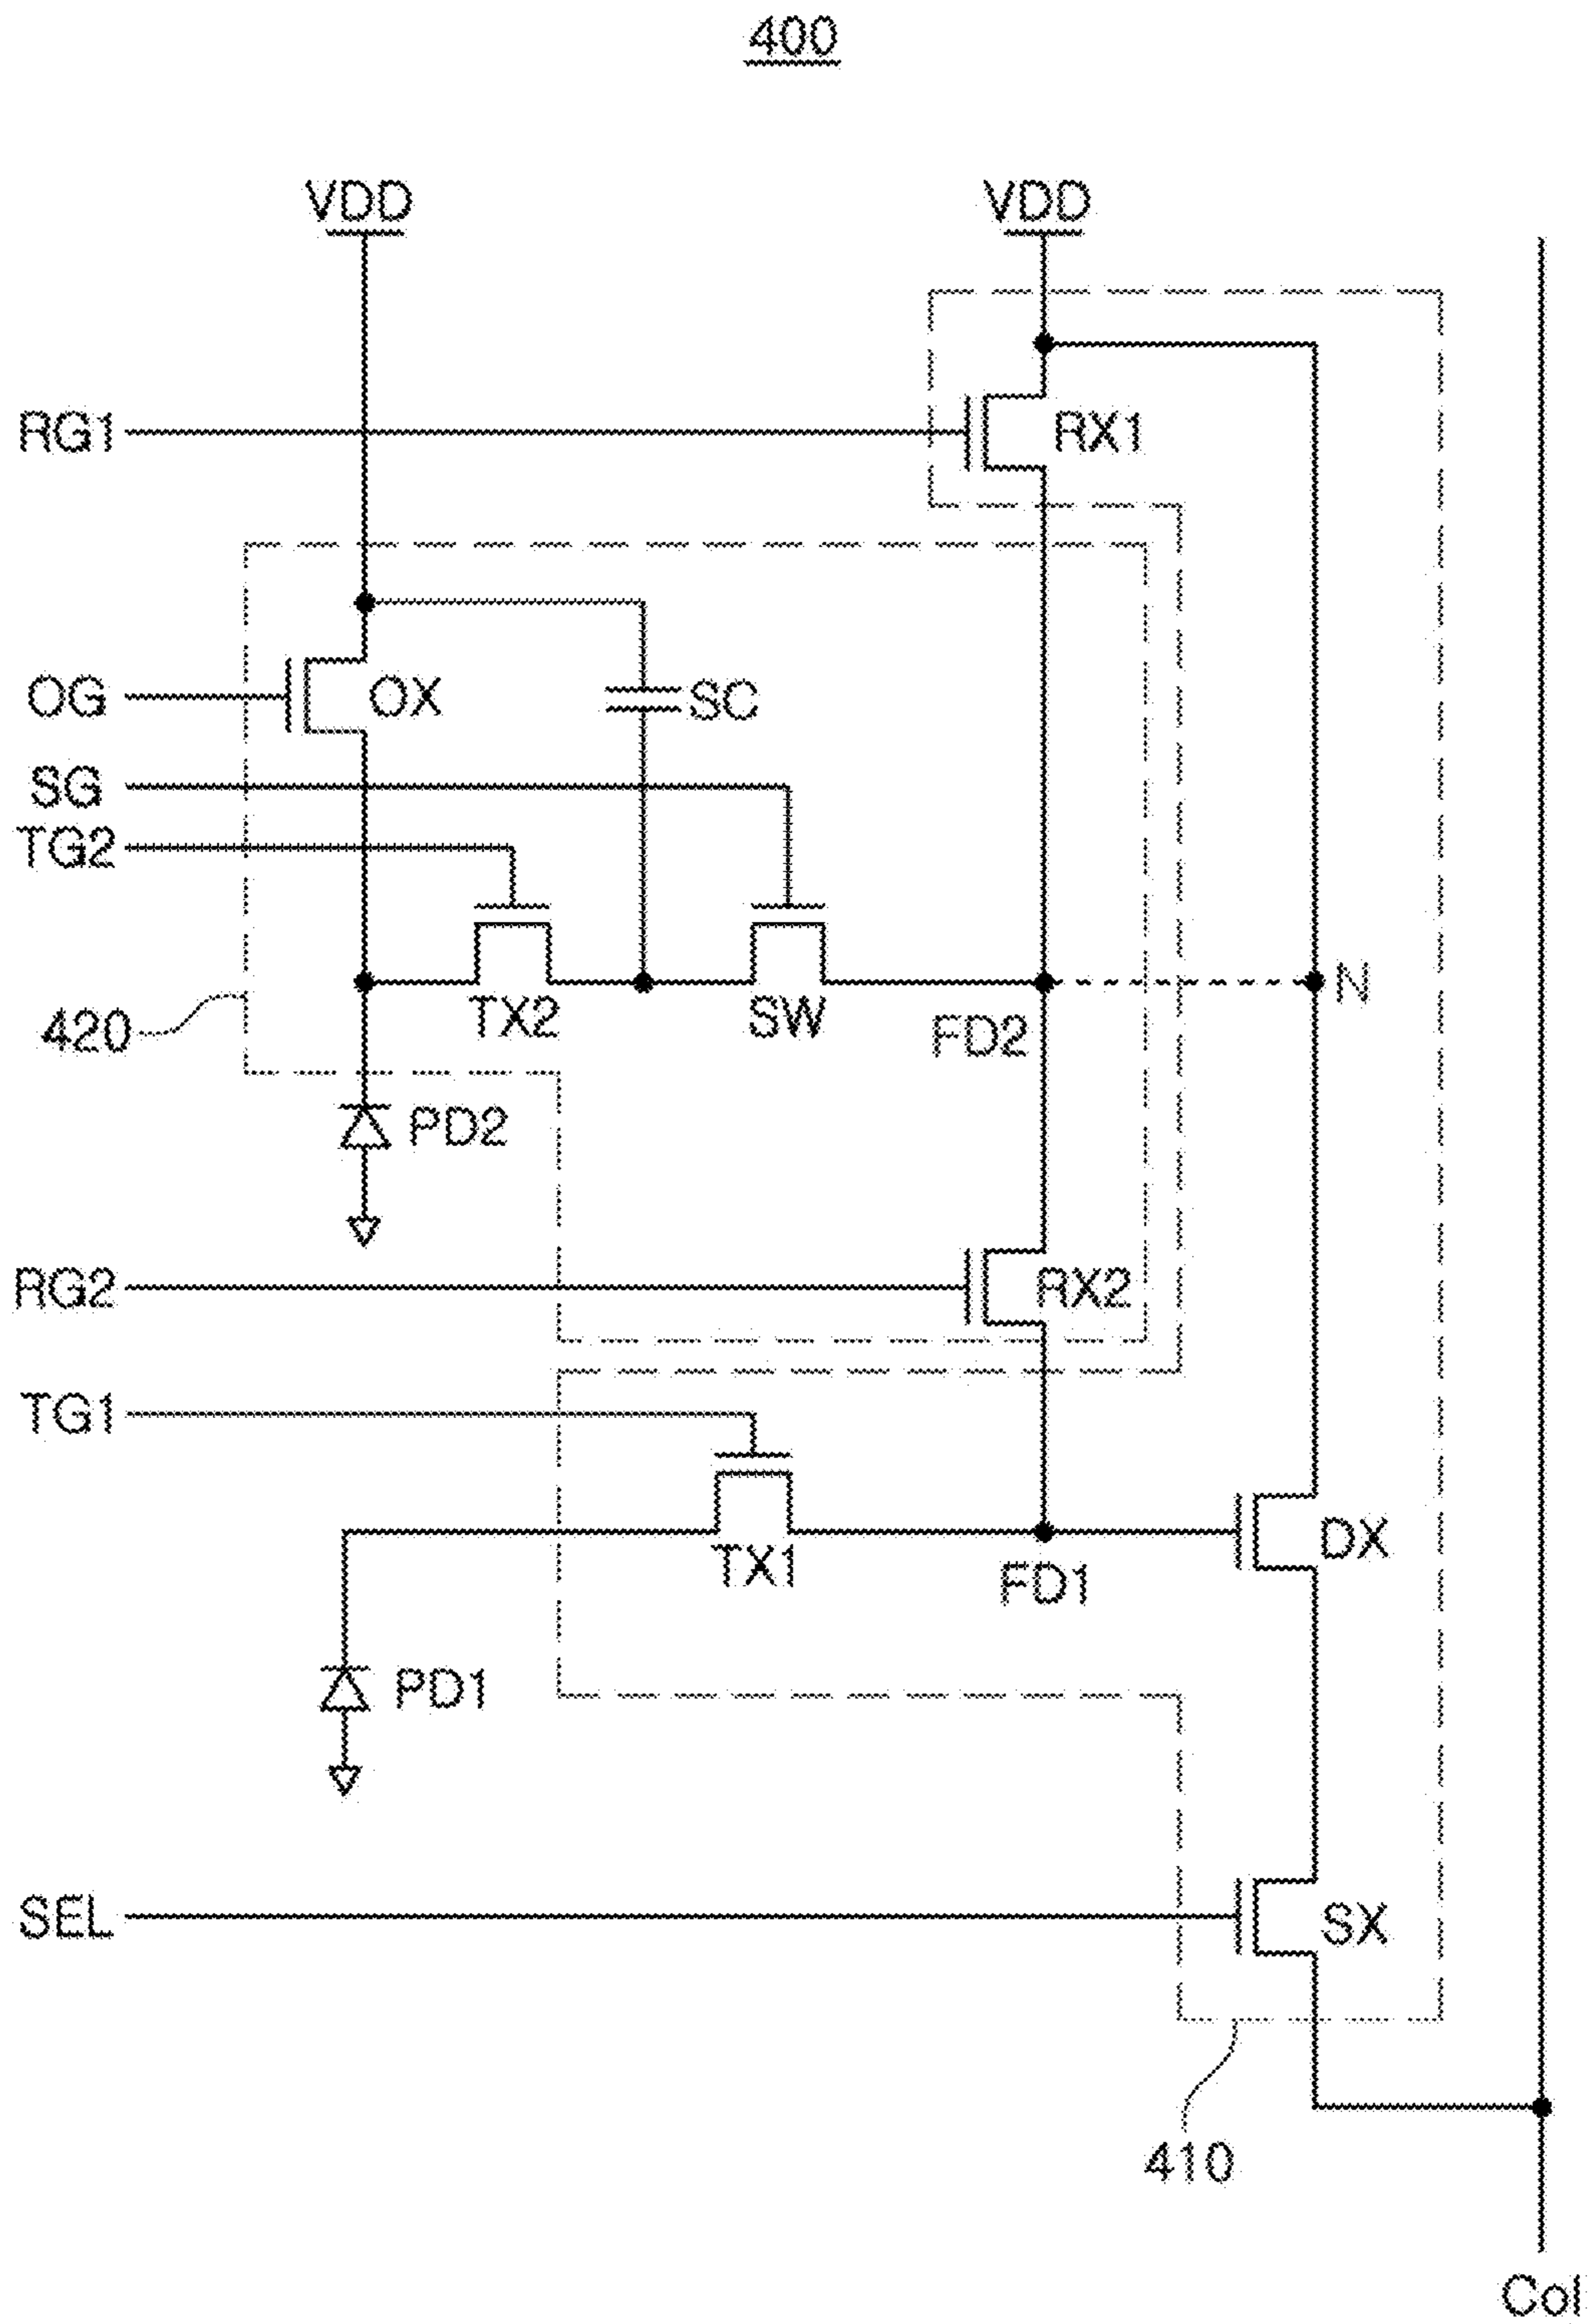 400
VDD VDD
RG1 RX1
OG OX SC
SG
TG2
TX2 SW FD2 N
420
PD2
RG2 RX2
TG1
TX1 FD1 DX
PD1
SEL SX
410
Col